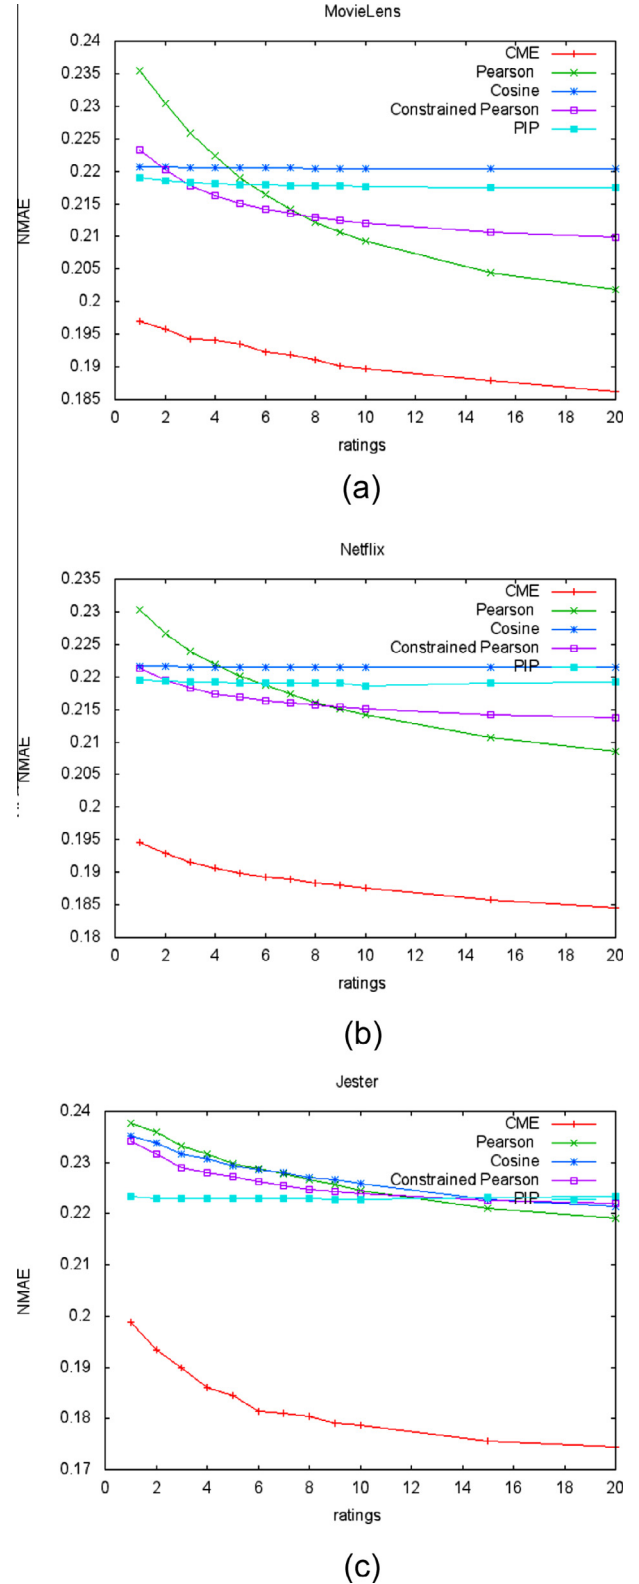 MovieLens
0.24
0.235
0.23
0.225
0.22
0.215
0.21
0.205
0.2
0.195
0.19
0.185
NMAE
CME
Pearson
Cosine
Constrained Pearson
PIP
0 2 4 6 8 10 12 14 16 18 20
ratings
(a)
Netflix
0.235
0.23
0.225
0.22
0.215
0.21
0.205
0.2
0.195
0.19
0.185
0.18
NMAE
CME
Pearson
Cosine
Constrained Pearson
PIP
0 2 4 6 8 10 12 14 16 18 20
ratings
(b)
Jester
0.24
0.23
0.22
0.21
0.2
0.19
0.18
0.17
NMAE
CME
Pearson
Cosine
Constrained Pearson
PIP
0 2 4 6 8 10 12 14 16 18 20
ratings
(c)